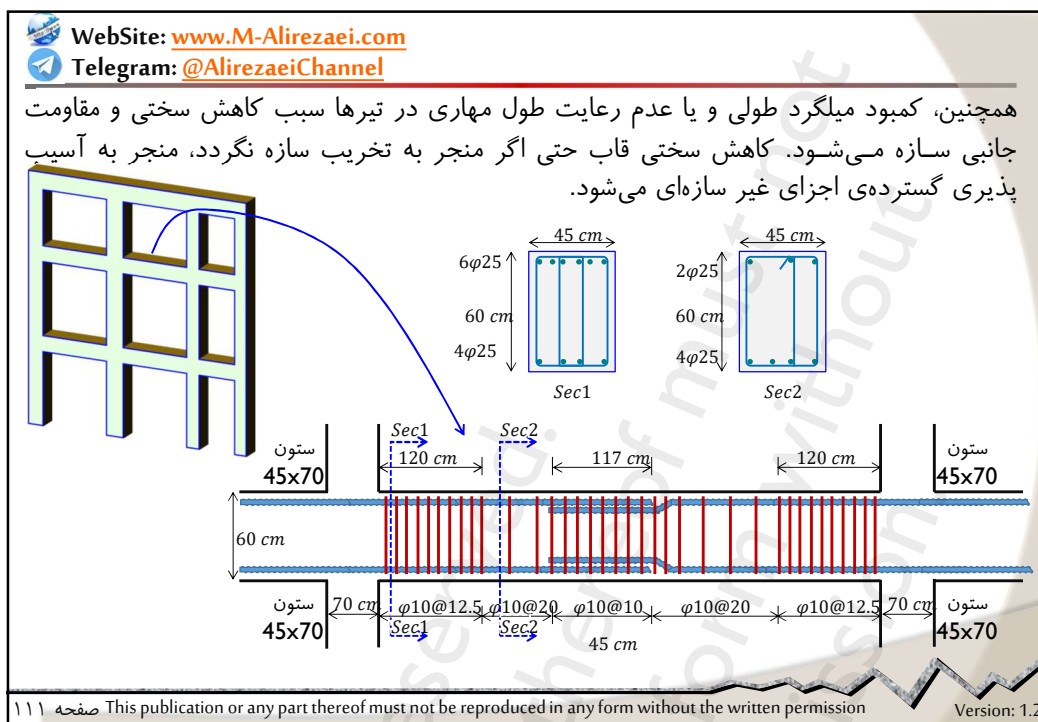 WebSite: www.M-Alirezaei.com
Telegram: @AlirezaeiChannel
همچنین، کمبود میلگرد طولی و یا عدم رعایت طول مهاری در تیرها سبب کاهش سختی و مقاومت
جانبی سـازه مـی‌شـود. کاهش سختی قاب حتی اگر منجر به تخریب سازه نگردد، منجر به آسیب
پذیری گسترده‌ی اجزای غیر سازه‌ای می‌شود.
45 cm
45 cm
6φ25
2φ25
60 cm
60 cm
4φ25
4φ25
Sec1
Sec2
Sec1
Sec2
ستون
45x70
120 cm
117 cm
120 cm
ستون
45x70
60 cm
ستون
45x70
70 cm
φ10@12.5
φ10@20
φ10@10
φ10@20
φ10@12.5
70 cm
ستون
45x70
Sec1
Sec2
45 cm
صفحه ۱۱۱
This publication or any part thereof must not be reproduced in any form without the written permission
Version: 1.2